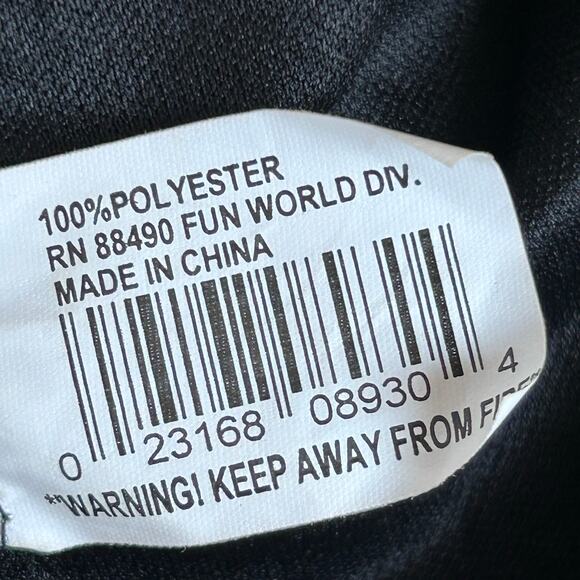 100%POLYESTER
RN 88490 FUN WORLD DIV.
MADE IN CHINA
0 23168 08930 4
WARNING! KEEP AWAY FROM